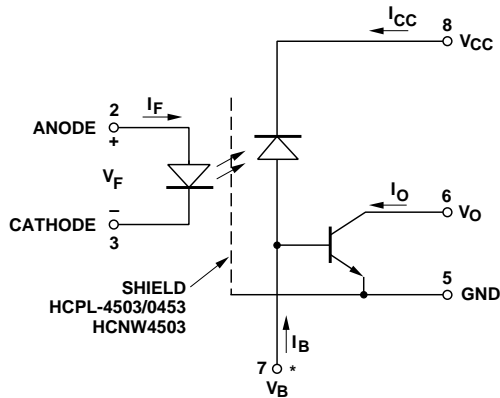 I_CC
8
V_CC
2
I_F
ANODE
+
V_F
–
CATHODE
3
I_O
6
V_O
5
GND
SHIELD
HCPL-4503/0453
HCNW4503
I_B
7
*
V_B